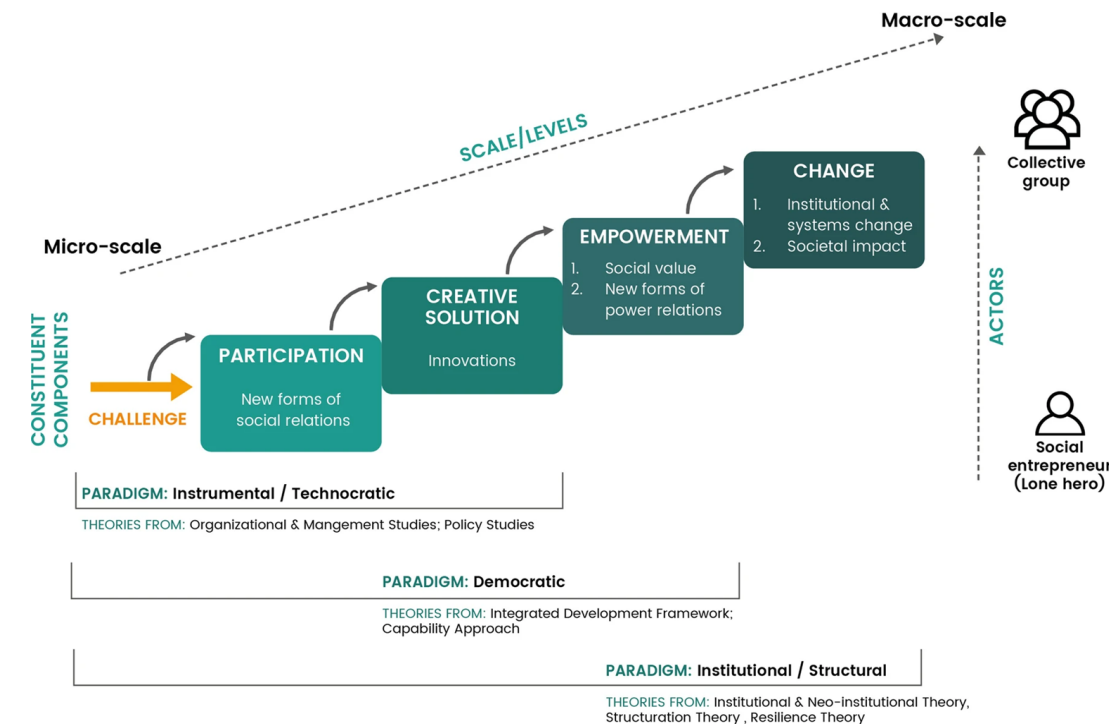 Macro-scale
SCALE/LEVELS
Micro-scale
Collective
group
ACTORS
Social
entrepreneur
(Lone hero)
CONSTITUENT
COMPONENTS
CHALLENGE
PARTICIPATION
New forms of
social relations
CREATIVE
SOLUTION
Innovations
EMPOWERMENT
1. Social value
2. New forms of
power relations
CHANGE
1. Institutional &
systems change
2. Societal impact
PARADIGM: Instrumental / Technocratic
THEORIES FROM: Organizational & Mangement Studies; Policy Studies
PARADIGM: Democratic
THEORIES FROM: Integrated Development Framework;
Capability Approach
PARADIGM: Institutional / Structural
THEORIES FROM: Institutional & Neo-institutional Theory,
Structuration Theory , Resilience Theory